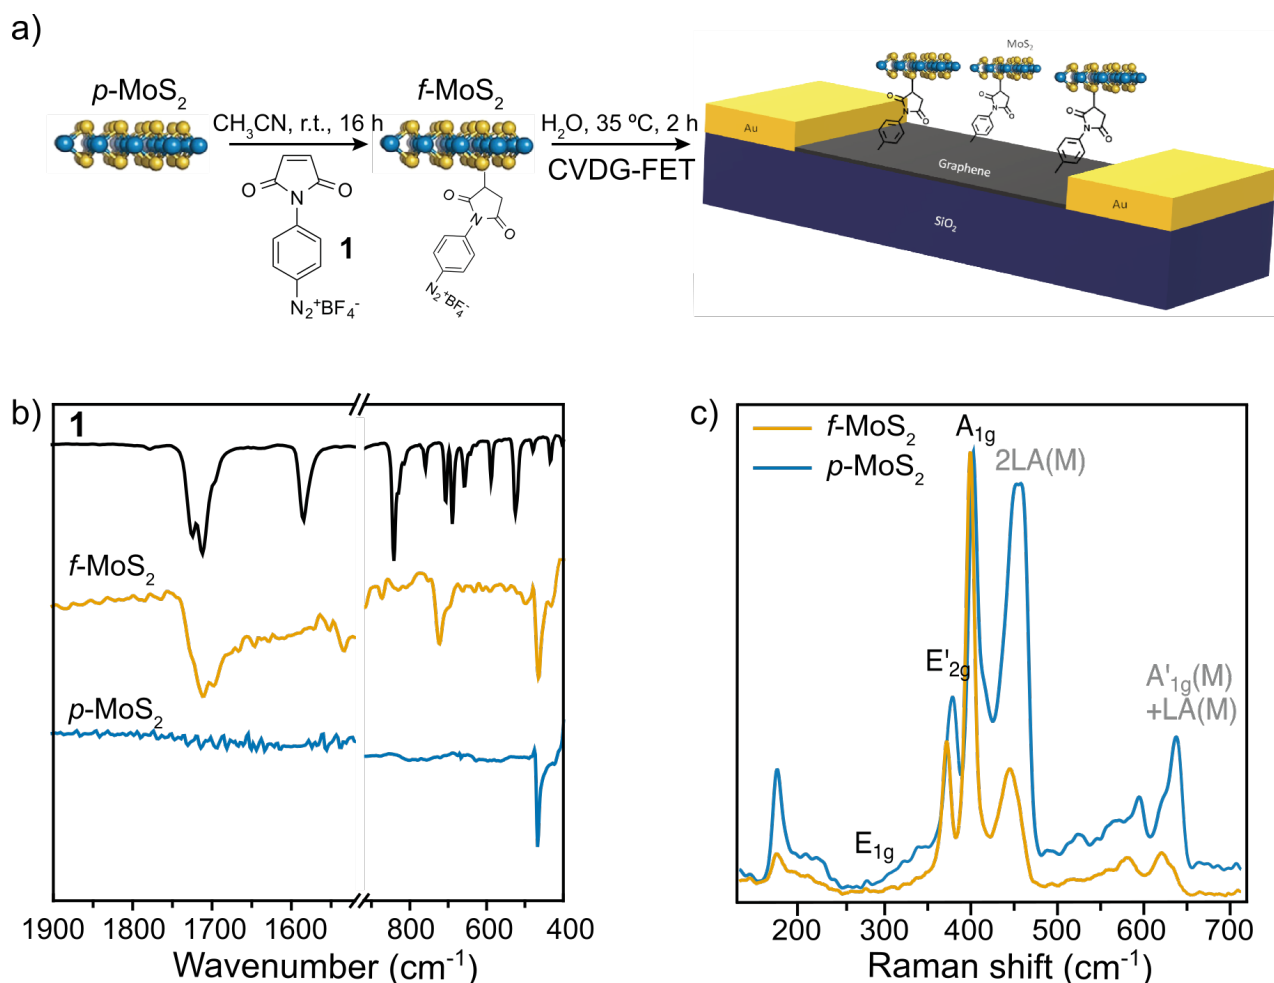 a)
p-MoS₂
f-MoS₂
CH₃CN, r.t., 16 h
H₂O, 35 ºC, 2 h
CVDG-FET
O
N
O
1
N₂⁺BF₄⁻
O
N
O
N₂⁺BF₄⁻
MoS₂
O
N
O
O
N
O
O
N
O
Au
Graphene
Au
SiO₂
b)
1
f-MoS₂
p-MoS₂
1900 1700 1600 800 600 400
Wavenumber (cm⁻¹)
c)
f-MoS₂
p-MoS₂
A₁g
2LA(M)
E'₂g
E₁g
A'₁g(M)
+LA(M)
200 300 400 500 600 700
Raman shift (cm⁻¹)